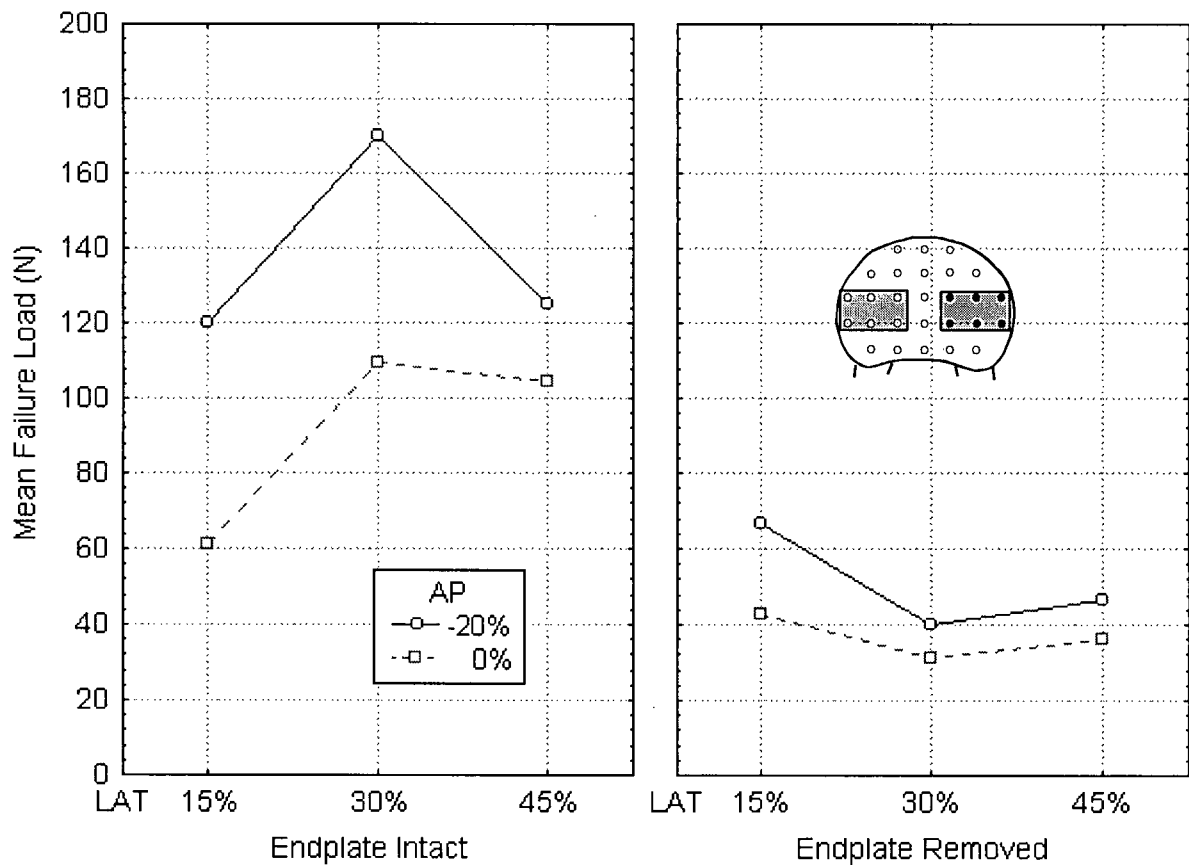 Mean Failure Load (N)
200
180
160
140
120
100
80
60
40
20
0
AP
-20%
0%
LAT 15% 30% 45%
Endplate Intact
LAT 15% 30% 45%
Endplate Removed